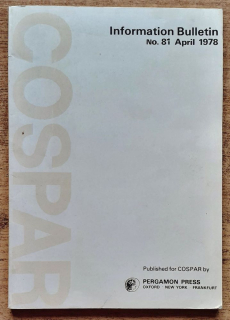 COSPAR
Information Bulletin
No. 81 April 1978
Published for COSPAR by
PERGAMON PRESS
OXFORD NEW YORK FRANKFURT